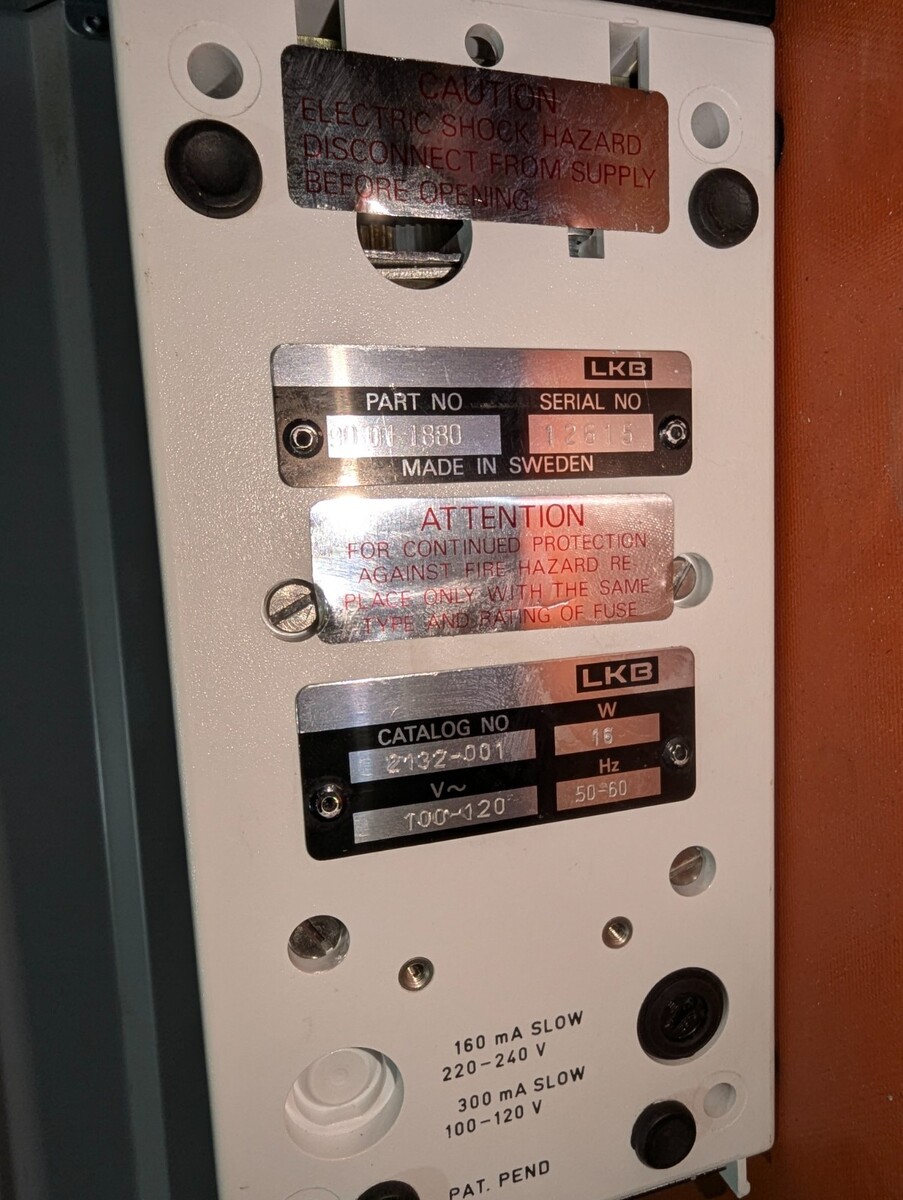 CAUTION
ELECTRIC SHOCK HAZARD
DISCONNECT FROM SUPPLY
BEFORE OPENING
LKB
PART NO SERIAL NO
90 01 1880 12615
MADE IN SWEDEN
ATTENTION
FOR CONTINUED PROTECTION
AGAINST FIRE HAZARD RE-
PLACE ONLY WITH THE SAME
TYPE AND RATING OF FUSE
LKB
CATALOG NO W
2132-001 15
V~ Hz
100-120 50-60
160 mA SLOW
220-240 V
300 mA SLOW
100-120 V
PAT. PEND